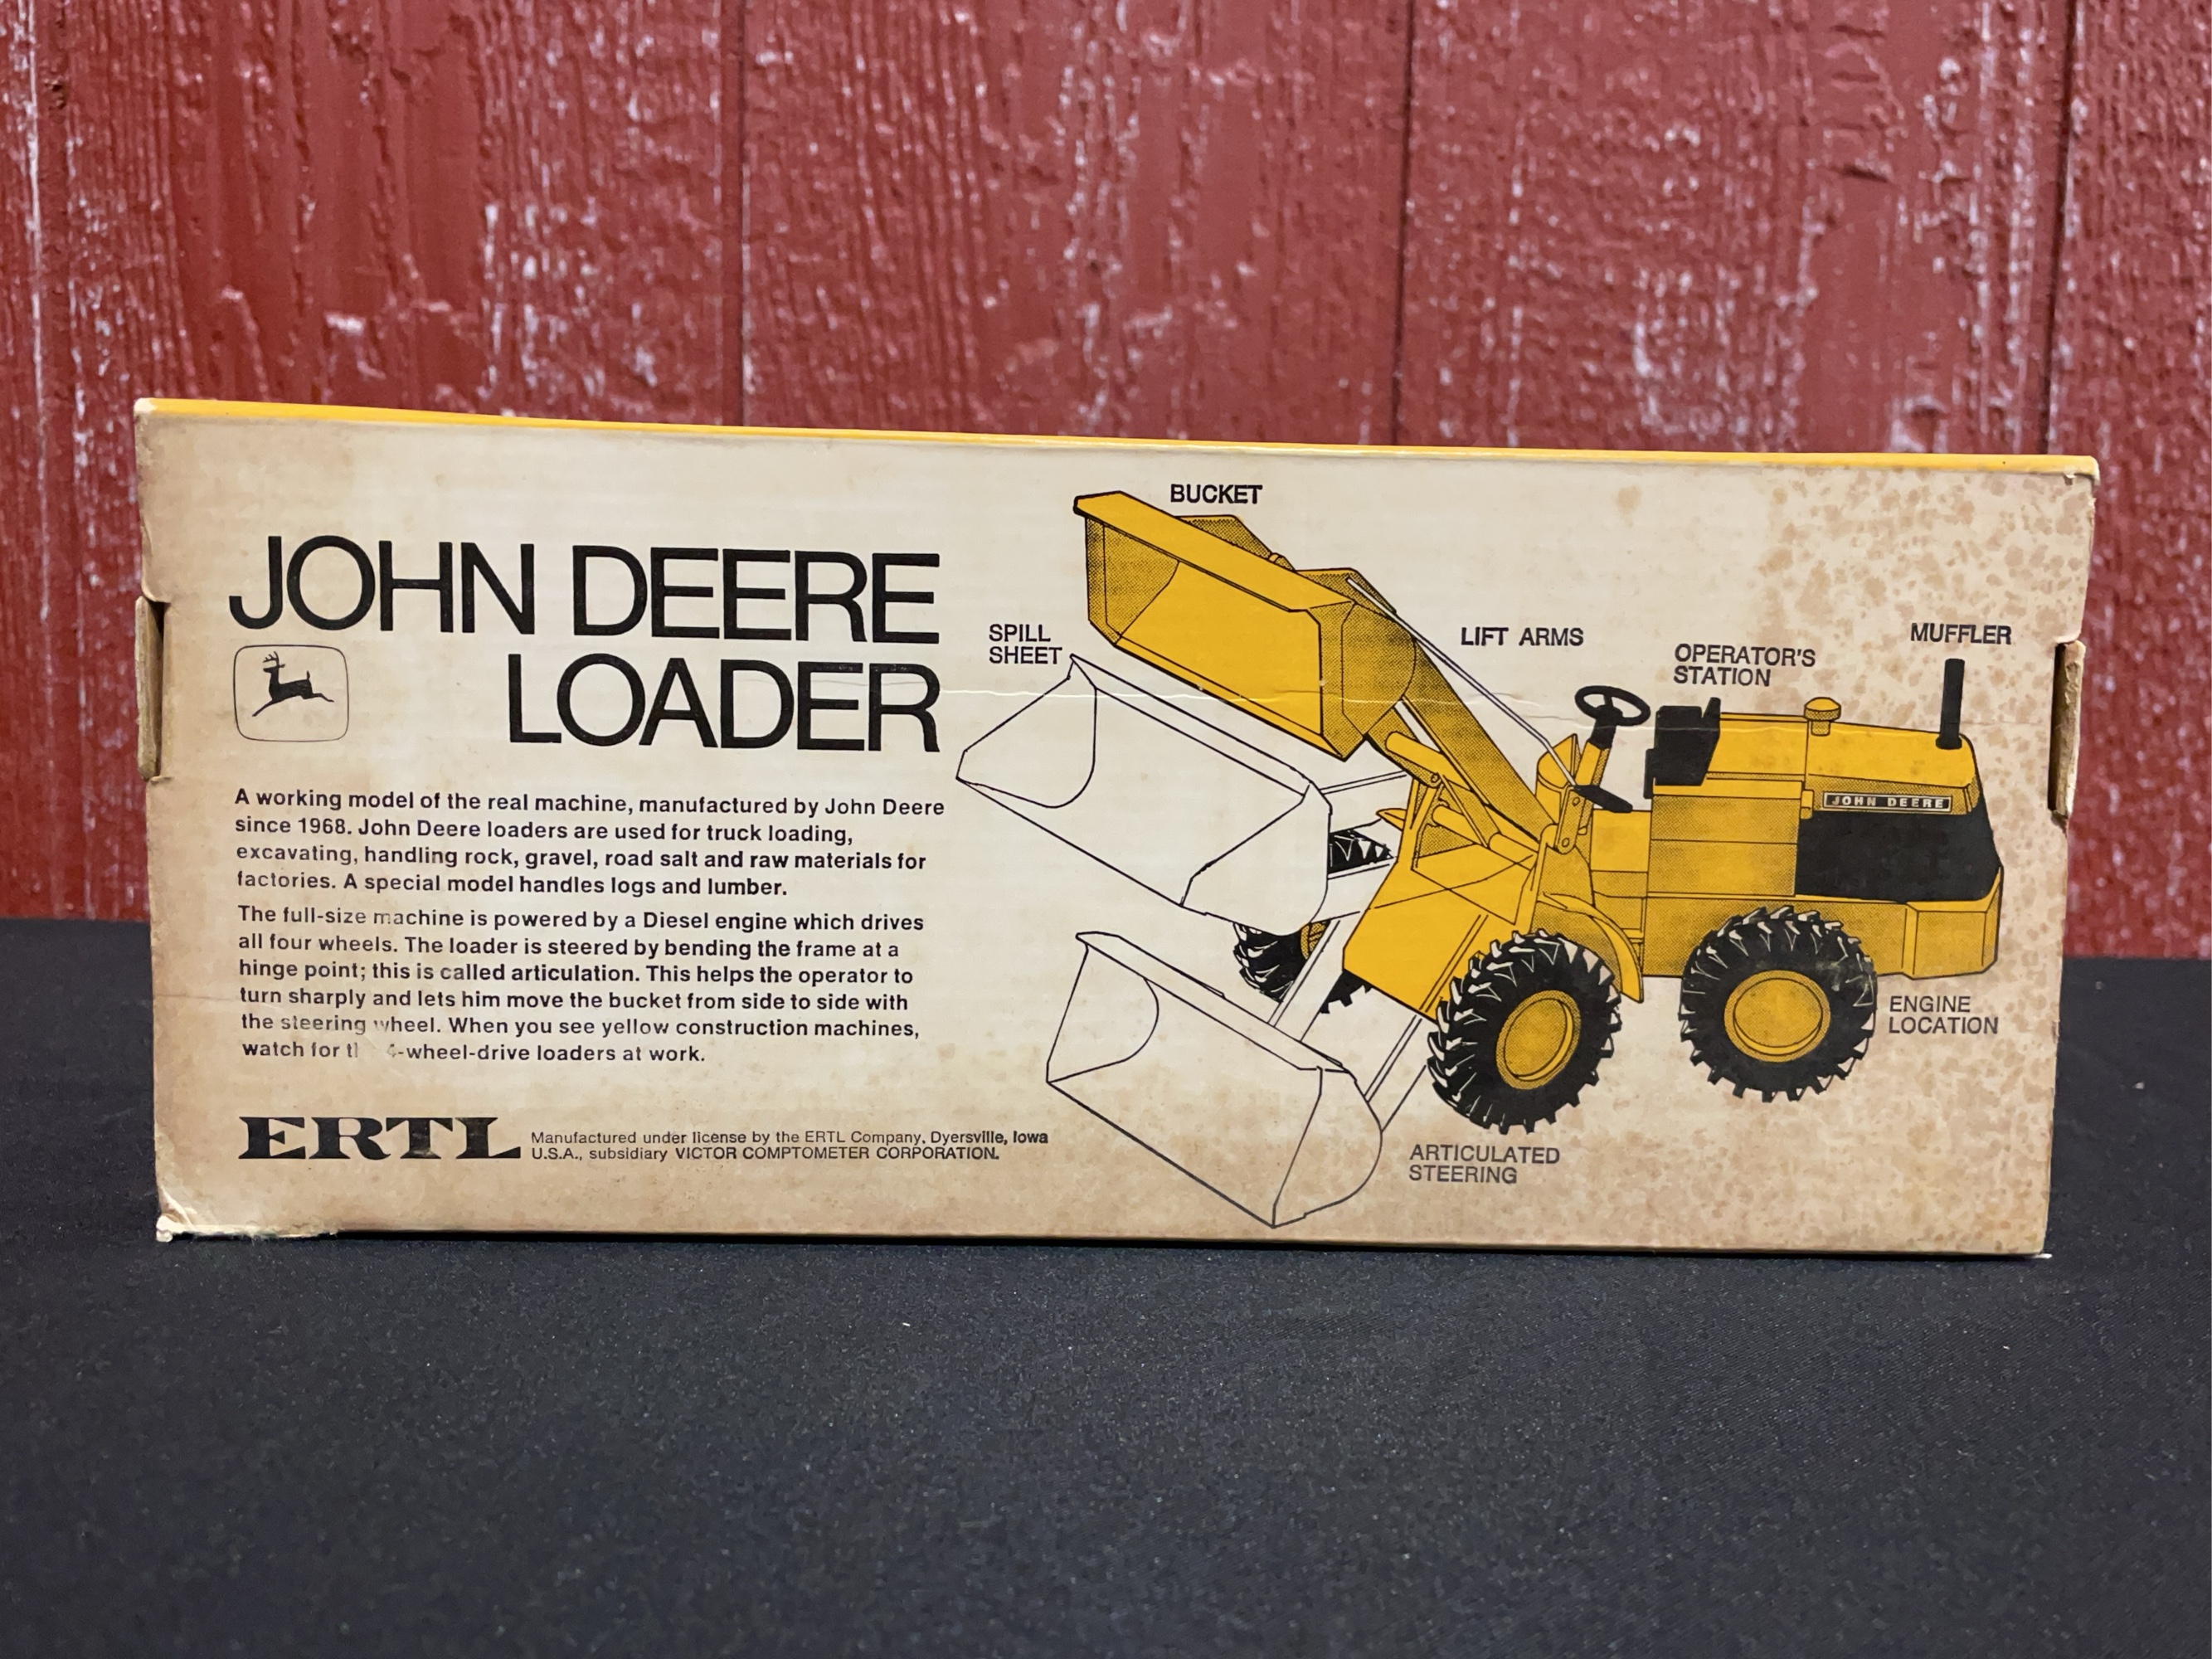 JOHN DEERE
LOADER
A working model of the real machine, manufactured by John Deere
since 1968. John Deere loaders are used for truck loading,
excavating, handling rock, gravel, road salt and raw materials for
factories. A special model handles logs and lumber.
The full-size machine is powered by a Diesel engine which drives
all four wheels. The loader is steered by bending the frame at a
hinge point; this is called articulation. This helps the operator to
turn sharply and lets him move the bucket from side to side with
the steering wheel. When you see yellow construction machines,
watch for 4-wheel-drive loaders at work.
ERTL
Manufactured under license by the ERTL Company, Dyersville, Iowa
U.S.A., subsidiary VICTOR COMPTOMETER CORPORATION.
BUCKET
SPILL
SHEET
LIFT ARMS
OPERATOR'S
STATION
MUFFLER
JOHN DEERE
ENGINE
LOCATION
ARTICULATED
STEERING